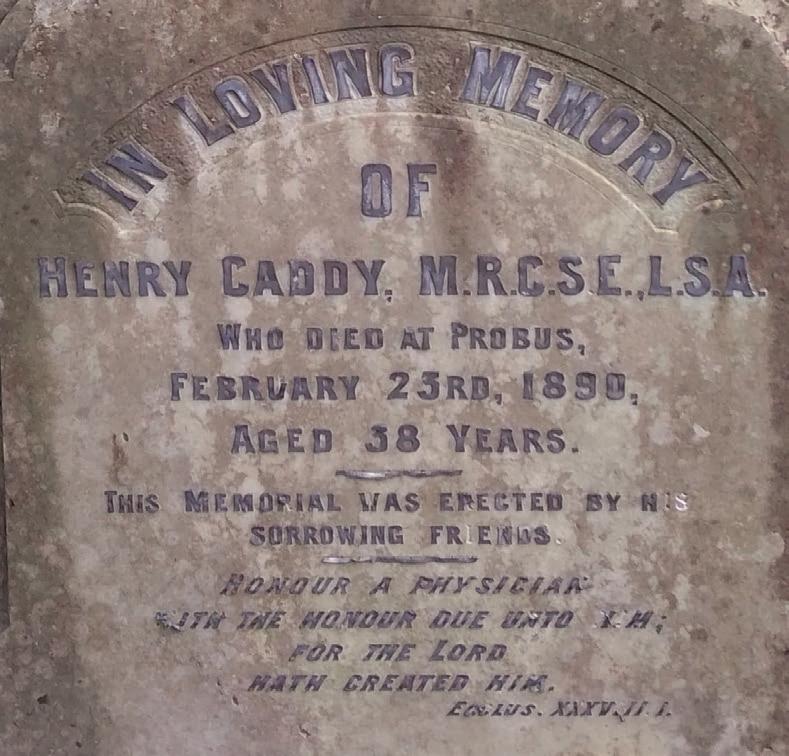 IN LOVING MEMORY
OF
HENRY CADDY, M.R.C.S.E., L.S.A.
WHO DIED AT PROBUS,
FEBRUARY 23RD, 1890,
AGED 38 YEARS.
THIS MEMORIAL WAS ERECTED BY HIS
SORROWING FRIENDS.
HONOUR A PHYSICIAN
WITH THE HONOUR DUE UNTO HIM;
FOR THE LORD
HATH CREATED HIM.
ECCLUS.